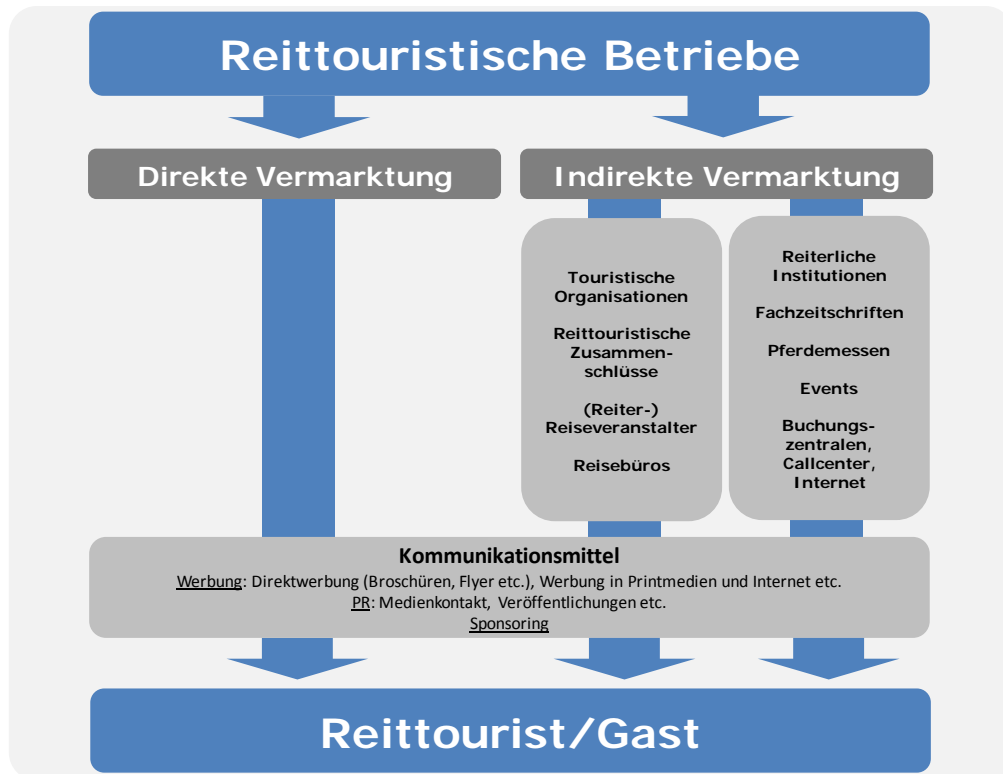 Reittouristische Betriebe
Direkte Vermarktung
Indirekte Vermarktung
Touristische
Organisationen
Reittouristische
Zusammen-
schlüsse
(Reiter-)
Reiseveranstalter
Reisebüros
Reiterliche
Institutionen
Fachzeitschriften
Pferdemessen
Events
Buchungs-
zentralen,
Callcenter,
Internet
Kommunikationsmittel
Werbung: Direktwerbung (Broschüren, Flyer etc.), Werbung in Printmedien und Internet etc.
PR: Medienkontakt, Veröffentlichungen etc.
Sponsoring
Reittourist/Gast